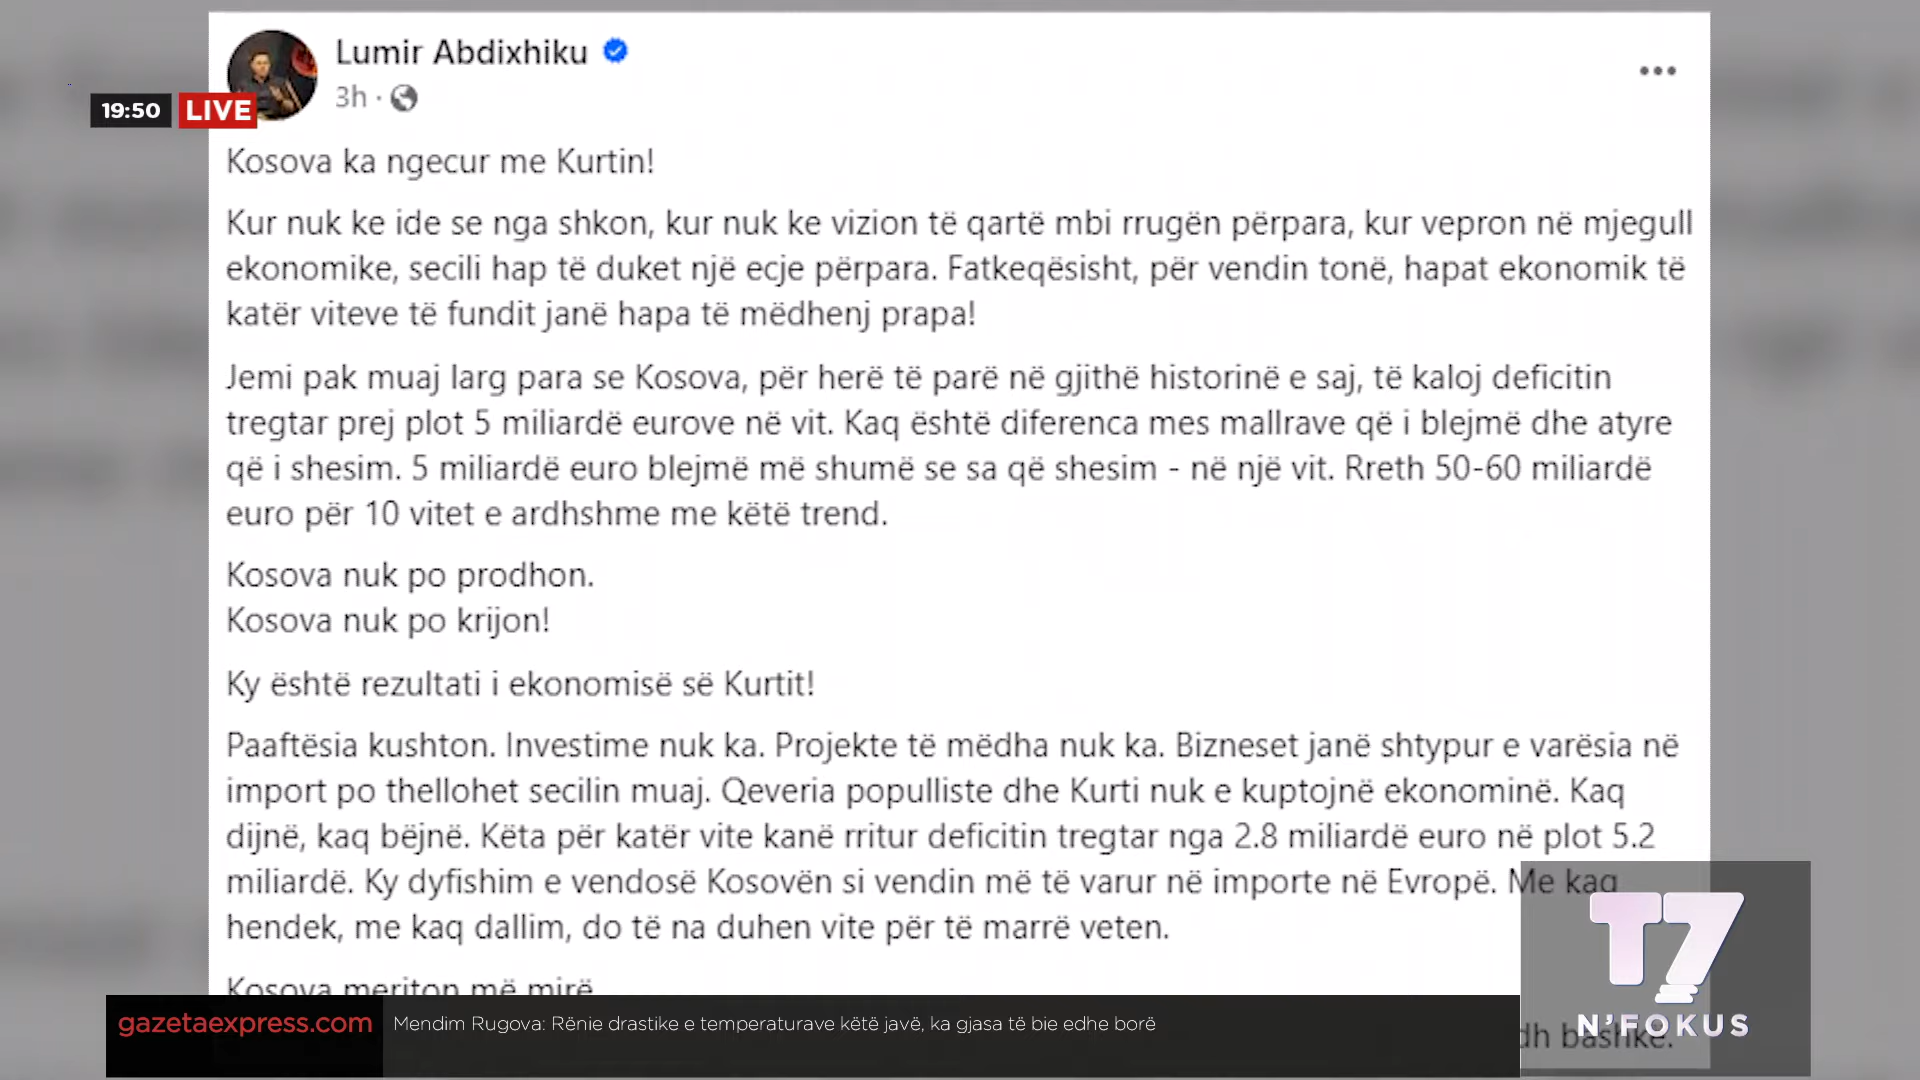 Lumir Abdixhiku
3h ·
19:50 LIVE
Kosova ka ngecur me Kurtin!
Kur nuk ke ide se nga shkon, kur nuk ke vizion të qartë mbi rrugën përpara, kur vepron në mjegull
ekonomike, secili hap të duket një ecje përpara. Fatkeqësisht, për vendin tonë, hapat ekonomik të
katër viteve të fundit janë hapa të mëdhenj prapa!
Jemi pak muaj larg para se Kosova, për herë të parë në gjithë historinë e saj, të kaloj deficitin
tregtar prej plot 5 miliardë eurove në vit. Kaq është diferenca mes mallrave që i blejmë dhe atyre
që i shesim. 5 miliardë euro blejmë më shumë se sa që shesim - në një vit. Rreth 50-60 miliardë
euro për 10 vitet e ardhshme me këtë trend.
Kosova nuk po prodhon.
Kosova nuk po krijon!
Ky është rezultati i ekonomisë së Kurtit!
Paaftësia kushton. Investime nuk ka. Projekte të mëdha nuk ka. Bizneset janë shtypur e varësia në
import po thellohet secilin muaj. Qeveria populliste dhe Kurti nuk e kuptojnë ekonominë. Kaq
dijnë, kaq bëjnë. Këta për katër vite kanë rritur deficitin tregtar nga 2.8 miliardë euro në plot 5.2
miliardë. Ky dyfishim e vendosë Kosovën si vendin më të varur në importe në Evropë. Me kaq
hendek, me kaq dallim, do të na duhen vite për të marrë veten.
Kosova meriton më mirë
gazetaexpress.com Mendim Rugova: Rënie drastike e temperaturave këtë javë, ka gjasa të bie edhe borë
T7
N'FOKUS
bashkë.